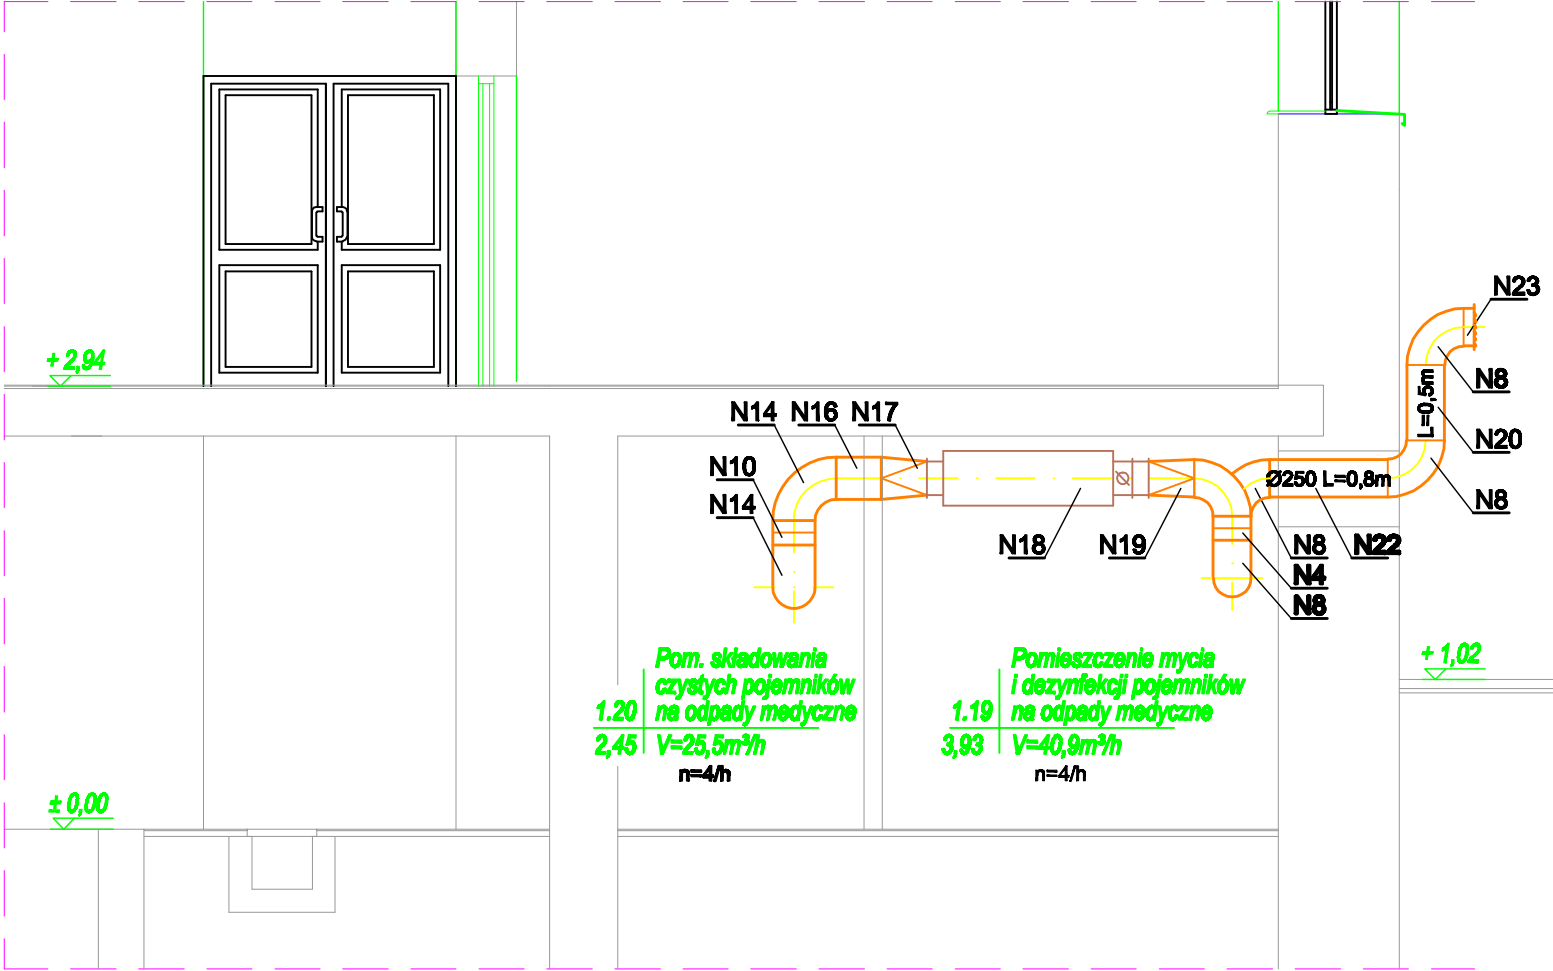 N23
+ 2,94
N8
L=0,5m
N14
N16
N17
N20
N10
Ø250 L=0,8m
N14
N8
N18
N19
N8
N22
N4
N8
+ 1,02
Pom. składowania
czystych pojemników
1.20 na odpady medyczne
2,45 V=25,5m³/h
n=4/h
Pomieszczenie mycia
i dezynfekcji pojemników
1.19 na odpady medyczne
3,93 V=40,9m³/h
n=4/h
± 0,00